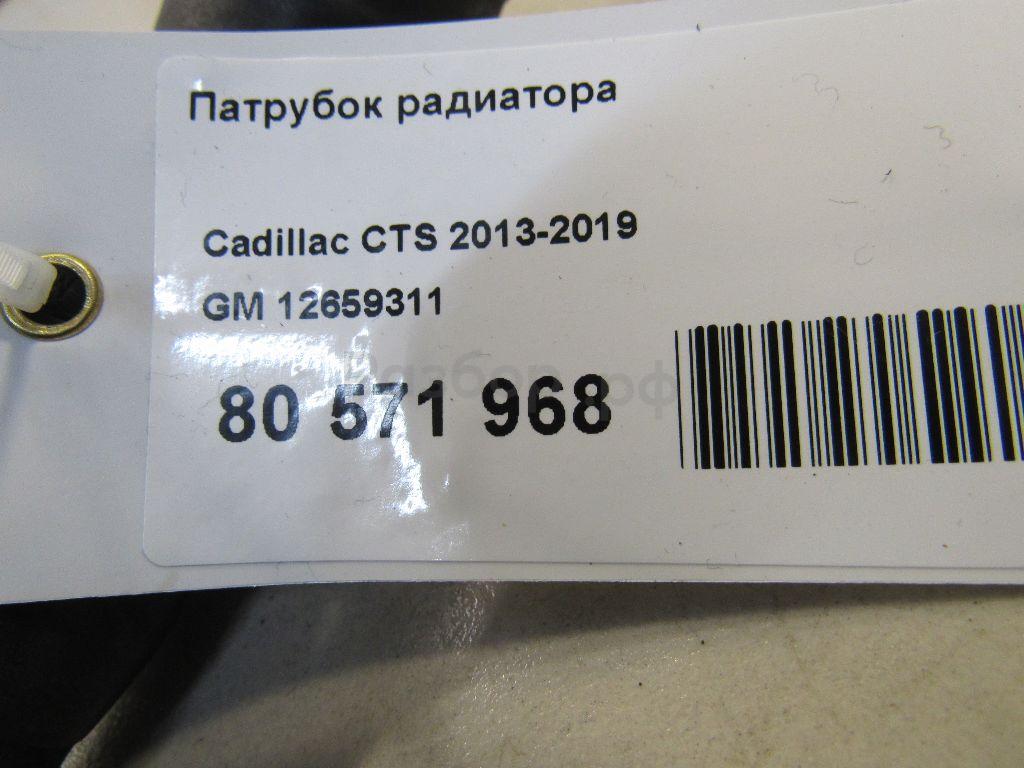 Патрубок радиатора
Cadillac CTS 2013-2019
GM 12659311
80 571 968